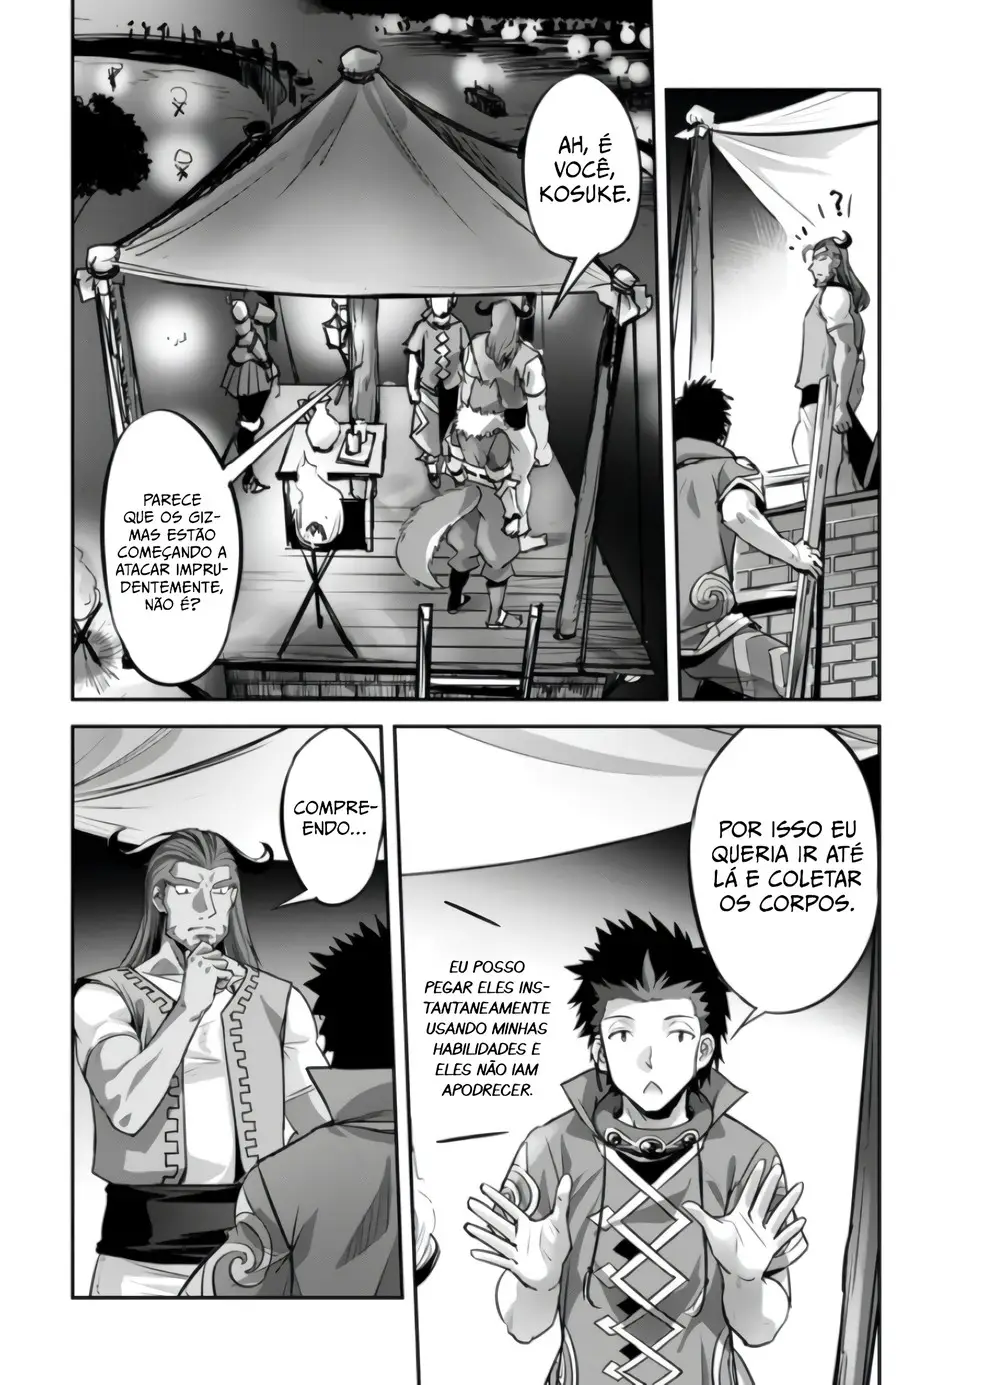 ?
AH, É
VOCÊ,
KOSUKE.
PARECE
QUE OS GIZ-
MAS ESTÃO
COMEÇANDO A
ATACAR IMPRU-
DENTEMENTE,
NÃO É?
POR ISSO EU
QUERIA IR ATÉ
LÁ E COLETAR
OS CORPOS.
EU POSSO
PEGAR ELES INS-
TANTANEAMENTE
USANDO MINHAS
HABILIDADES E
ELES NÃO IAM
APODRECER.
COMPRE-
ENDO...